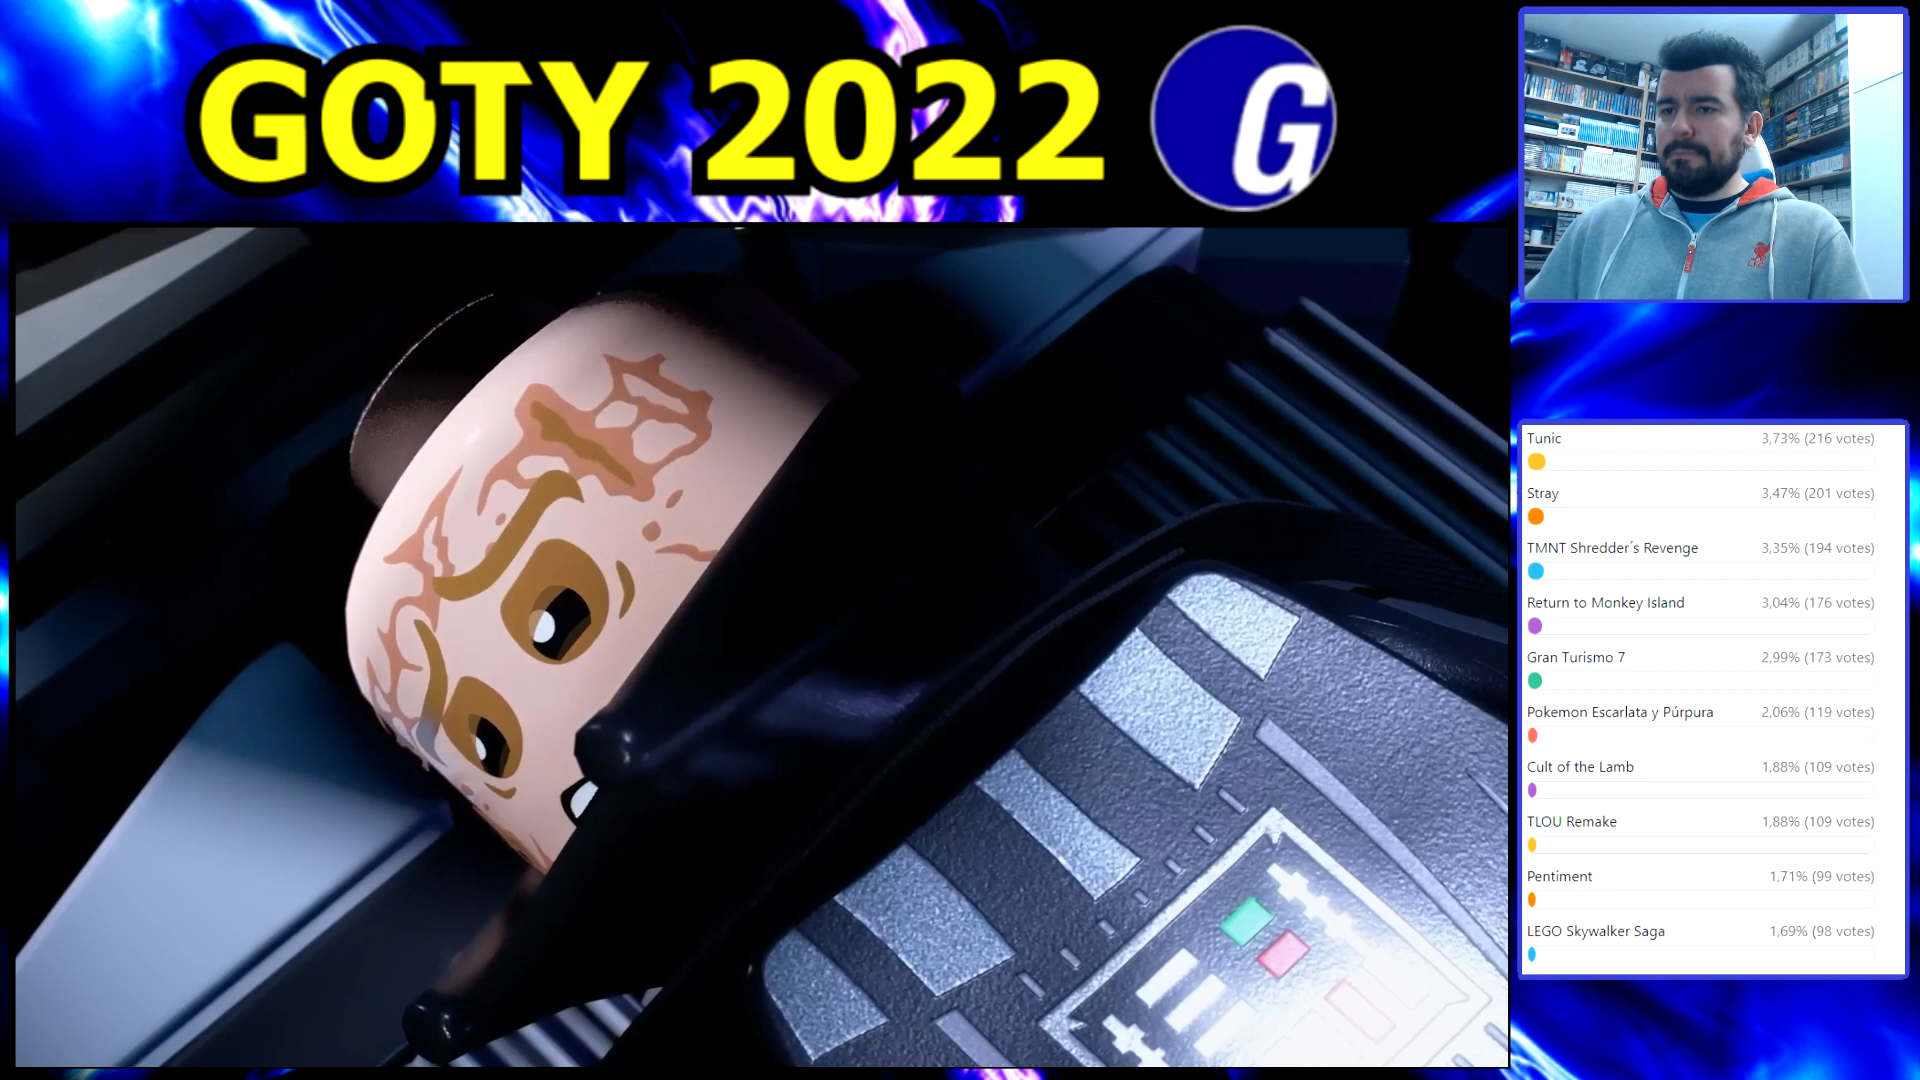 GOTY 2022 G
Tunic 3,73% (216 votes)
Stray 3,47% (201 votes)
TMNT Shredder´s Revenge 3,35% (194 votes)
Return to Monkey Island 3,04% (176 votes)
Gran Turismo 7 2,99% (173 votes)
Pokemon Escarlata y Púrpura 2,06% (119 votes)
Cult of the Lamb 1,88% (109 votes)
TLOU Remake 1,88% (109 votes)
Pentiment 1,71% (99 votes)
LEGO Skywalker Saga 1,69% (98 votes)